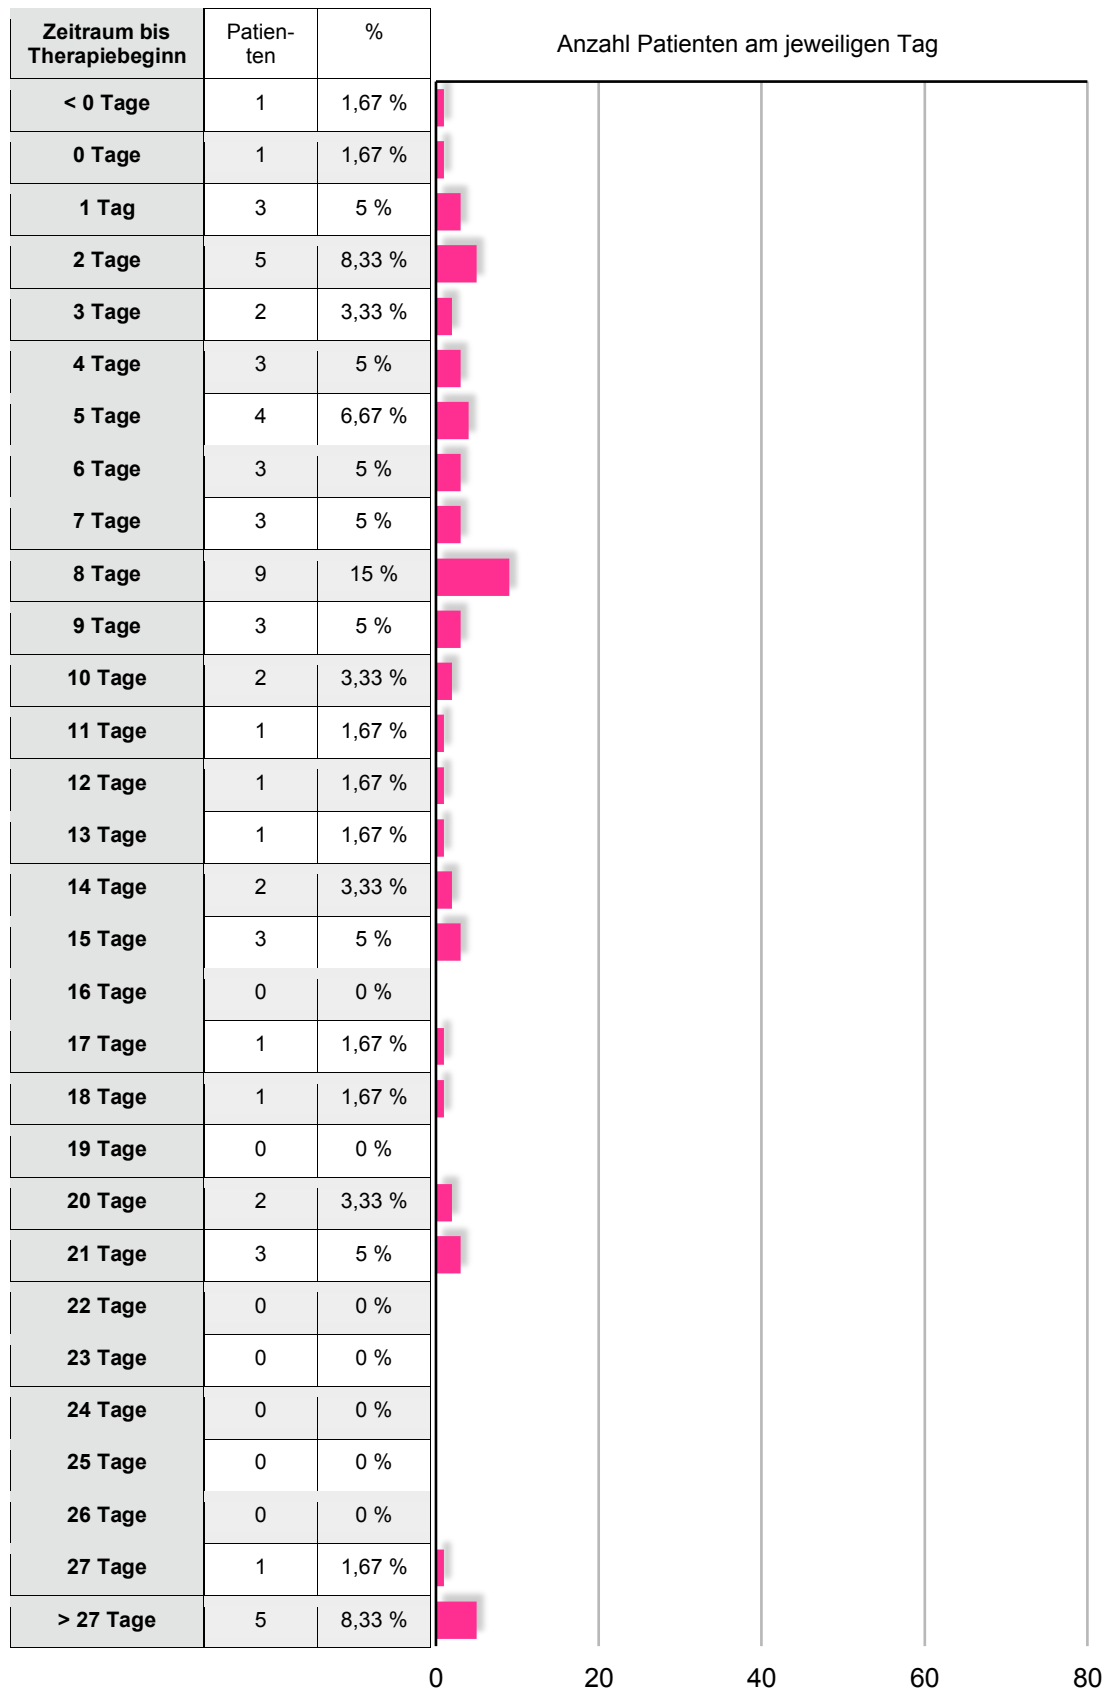 Zeitraum bis
Therapiebeginn
Patien-
ten
%
Anzahl Patienten am jeweiligen Tag
< 0 Tage 1 1,67 %
0 Tage 1 1,67 %
1 Tag 3 5 %
2 Tage 5 8,33 %
3 Tage 2 3,33 %
4 Tage 3 5 %
5 Tage 4 6,67 %
6 Tage 3 5 %
7 Tage 3 5 %
8 Tage 9 15 %
9 Tage 3 5 %
10 Tage 2 3,33 %
11 Tage 1 1,67 %
12 Tage 1 1,67 %
13 Tage 1 1,67 %
14 Tage 2 3,33 %
15 Tage 3 5 %
16 Tage 0 0 %
17 Tage 1 1,67 %
18 Tage 1 1,67 %
19 Tage 0 0 %
20 Tage 2 3,33 %
21 Tage 3 5 %
22 Tage 0 0 %
23 Tage 0 0 %
24 Tage 0 0 %
25 Tage 0 0 %
26 Tage 0 0 %
27 Tage 1 1,67 %
> 27 Tage 5 8,33 %
0 20 40 60 80